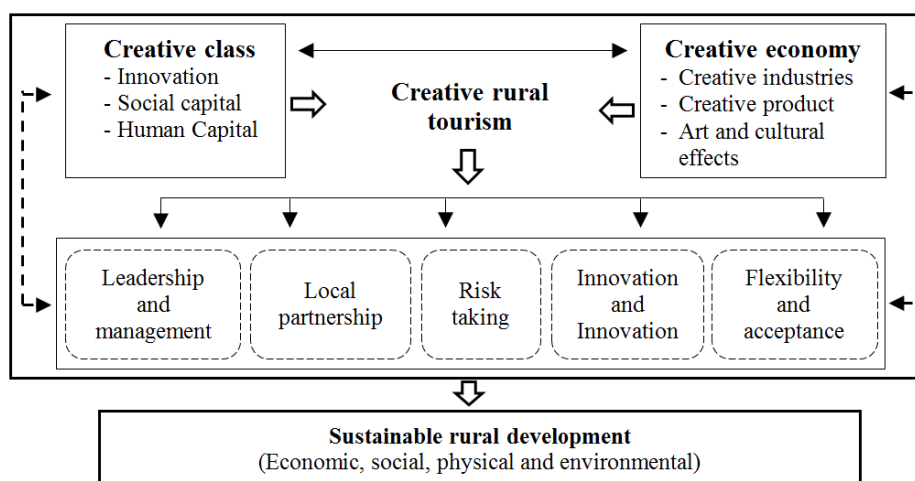 Creative class
- Innovation
- Social capital
- Human Capital
Creative rural
tourism
Creative economy
- Creative industries
- Creative product
- Art and cultural
effects
Leadership
and
management
Local
partnership
Risk
taking
Innovation
and
Innovation
Flexibility
and
acceptance
Sustainable rural development
(Economic, social, physical and environmental)